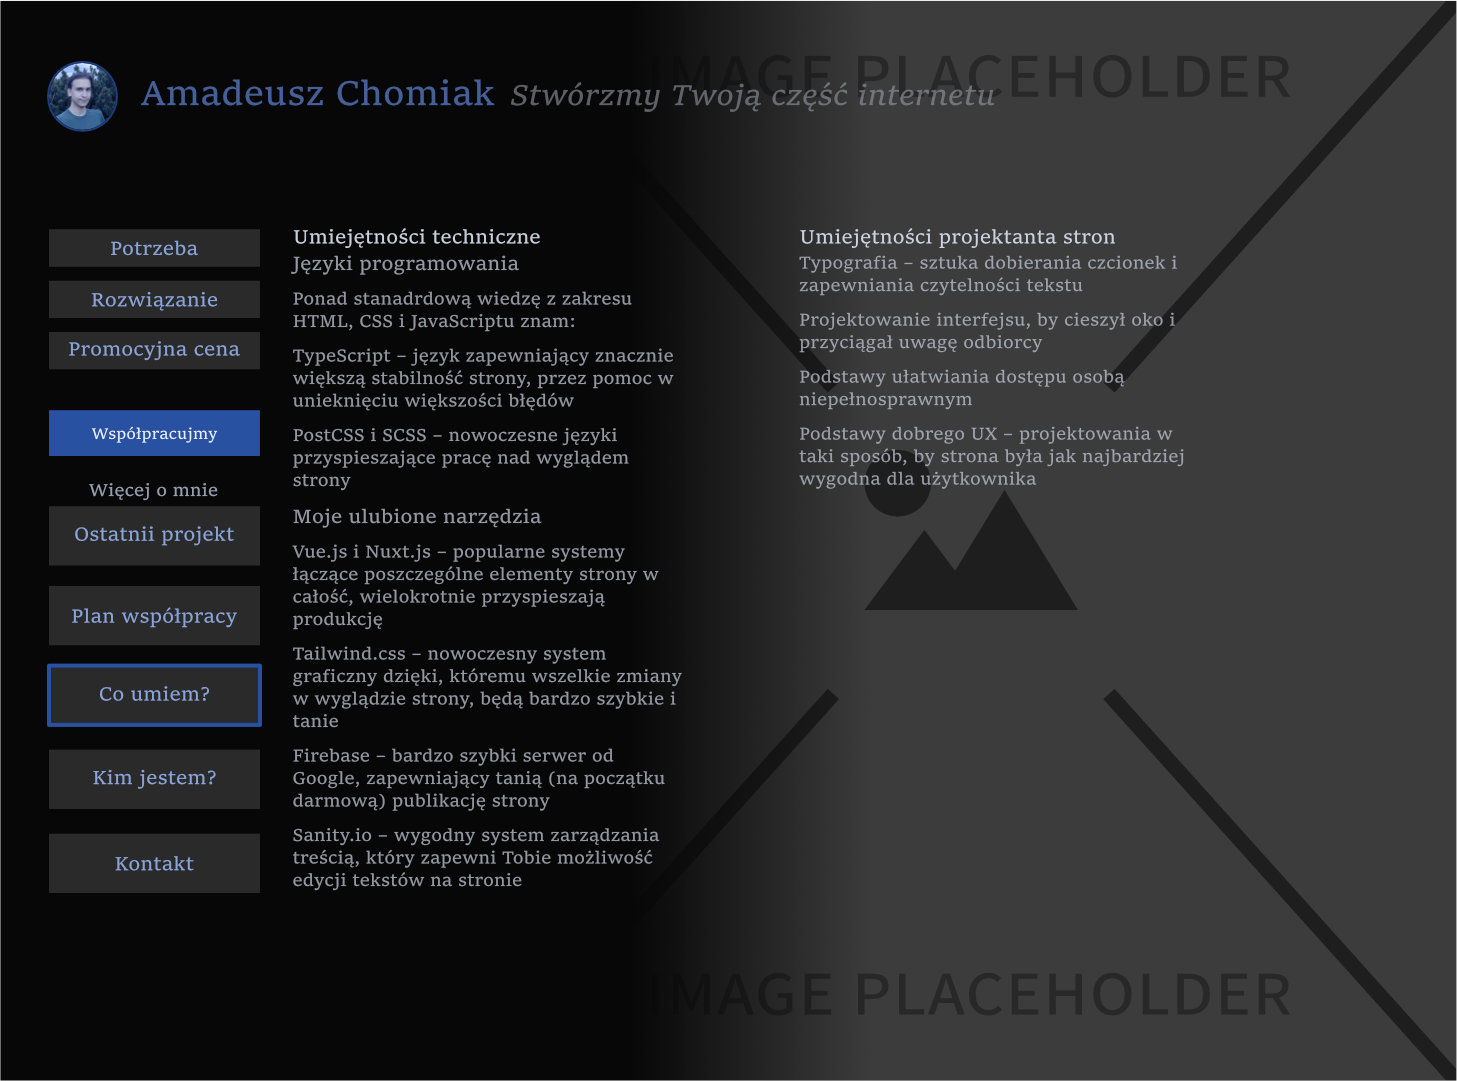 IMAGE PLACEHOLDER
Amadeusz Chomiak Stwórzmy Twoją część internetu
Potrzeba
Rozwiązanie
Promocyjna cena
Współpracujmy
Więcej o mnie
Ostatnii projekt
Plan współpracy
Co umiem?
Kim jestem?
Kontakt
Umiejętności techniczne
Języki programowania
Ponad stanadrdową wiedzę z zakresu
HTML, CSS i JavaScriptu znam:
TypeScript – język zapewniający znacznie
większą stabilność strony, przez pomoc w
unieknięciu większości błędów
PostCSS i SCSS – nowoczesne języki
przyspieszające pracę nad wyglądem
strony
Moje ulubione narzędzia
Vue.js i Nuxt.js – popularne systemy
łączące poszczególne elementy strony w
całość, wielokrotnie przyspieszają
produkcję
Tailwind.css – nowoczesny system
graficzny dzięki, któremu wszelkie zmiany
w wyglądzie strony, będą bardzo szybkie i
tanie
Firebase – bardzo szybki serwer od
Google, zapewniający tanią (na początku
darmową) publikację strony
Sanity.io – wygodny system zarządzania
treścią, który zapewni Tobie możliwość
edycji tekstów na stronie
Umiejętności projektanta stron
Typografia – sztuka dobierania czcionek i
zapewniania czytelności tekstu
Projektowanie interfejsu, by cieszył oko i
przyciągał uwagę odbiorcy
Podstawy ułatwiania dostępu osobą
niepełnosprawnym
Podstawy dobrego UX – projektowania w
taki sposób, by strona była jak najbardziej
wygodna dla użytkownika
IMAGE PLACEHOLDER